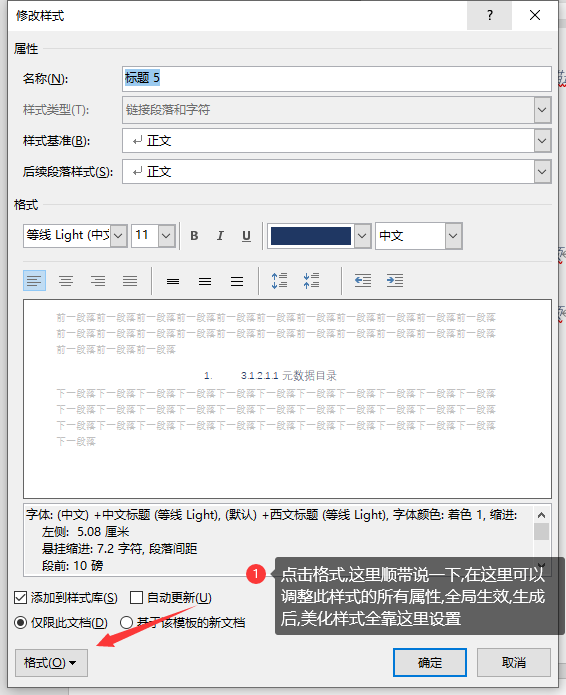 修改样式
?
属性
名称(N):
标题 5
样式类型(T):
链接段落和字符
样式基准(B):
↵ 正文
后续段落样式(S):
↵ 正文
格式
等线 Light (中文
11
B I U
中文
前一段落前一段落前一段落前一段落前一段落前一段落前一段落前一段落前一段落前一段落前一段落
前一段落前一段落前一段落前一段落前一段落前一段落前一段落前一段落前一段落前一段落前一段落
前一段落前一段落前一段落
1. 3.1.2.1.1 元数据目录
下一段落下一段落下一段落下一段落下一段落下一段落下一段落下一段落下一段落下一段落下一段落
下一段落下一段落下一段落下一段落下一段落下一段落下一段落下一段落下一段落下一段落下一段落
下一段落下一段落下一段落下一段落下一段落下一段落下一段落下一段落下一段落下一段落下一段落
下一段落
字体: (中文) +中文标题 (等线 Light), (默认) +西文标题 (等线 Light), 字体颜色: 着色 1, 缩进:
左侧: 5.08 厘米
悬挂缩进: 7.2 字符, 段落间距
段前: 10 磅
1
点击格式,这里顺带说一下,在这里可以
调整此样式的所有属性,全局生效,生成
后,美化样式全靠这里设置
添加到样式库(S)
自动更新(U)
仅限此文档(D)
基于该模板的新文档
格式(O)
确定
取消